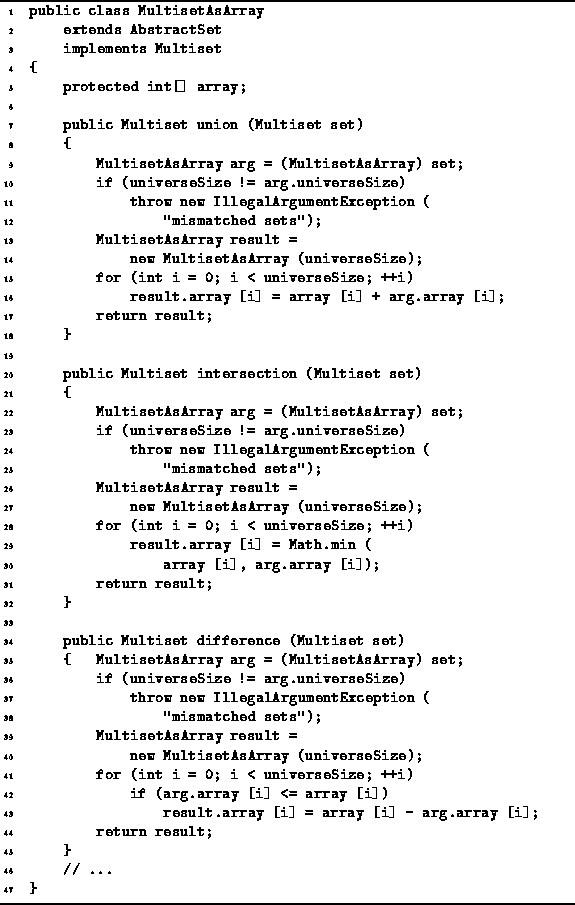 1 public class MultisetAsArray
2 extends AbstractSet
3 implements Multiset
4 {
5 protected int[] array;
6
7 public Multiset union (Multiset set)
8 {
9 MultisetAsArray arg = (MultisetAsArray) set;
10 if (universeSize != arg.universeSize)
11 throw new IllegalArgumentException (
12 "mismatched sets");
13 MultisetAsArray result =
14 new MultisetAsArray (universeSize);
15 for (int i = 0; i < universeSize; ++i)
16 result.array [i] = array [i] + arg.array [i];
17 return result;
18 }
19
20 public Multiset intersection (Multiset set)
21 {
22 MultisetAsArray arg = (MultisetAsArray) set;
23 if (universeSize != arg.universeSize)
24 throw new IllegalArgumentException (
25 "mismatched sets");
26 MultisetAsArray result =
27 new MultisetAsArray (universeSize);
28 for (int i = 0; i < universeSize; ++i)
29 result.array [i] = Math.min (
30 array [i], arg.array [i]);
31 return result;
32 }
33
34 public Multiset difference (Multiset set)
35 { MultisetAsArray arg = (MultisetAsArray) set;
36 if (universeSize != arg.universeSize)
37 throw new IllegalArgumentException (
38 "mismatched sets");
39 MultisetAsArray result =
40 new MultisetAsArray (universeSize);
41 for (int i = 0; i < universeSize; ++i)
42 if (arg.array [i] <= array [i])
43 result.array [i] = array [i] - arg.array [i];
44 return result;
45 }
46 // ...
47 }